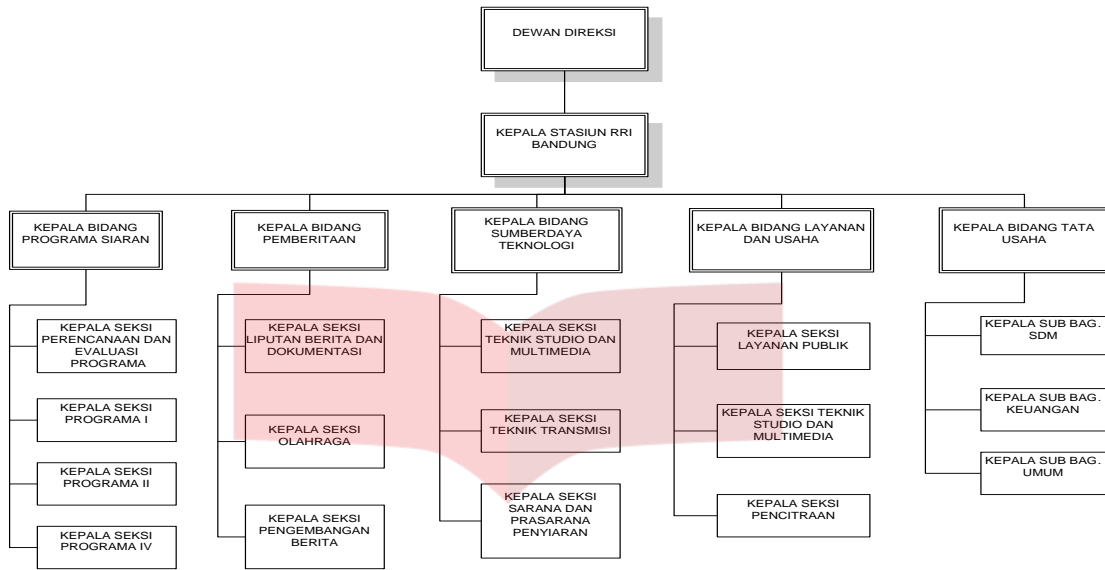 DEWAN DIREKSI
KEPALA STASIUN RRI
BANDUNG
KEPALA BIDANG
PROGRAMA SIARAN
KEPALA BIDANG
PEMBERITAAN
KEPALA BIDANG
SUMBERDAYA
TEKNOLOGI
KEPALA BIDANG LAYANAN
DAN USAHA
KEPALA BIDANG TATA
USAHA
KEPALA SEKSI
PERENCANAAN DAN
EVALUASI
PROGRAMA
KEPALA SEKSI
PROGRAMA I
KEPALA SEKSI
PROGRAMA II
KEPALA SEKSI
PROGRAMA IV
KEPALA SEKSI
LIPUTAN BERITA DAN
DOKUMENTASI
KEPALA SEKSI
OLAHRAGA
KEPALA SEKSI
PENGEMBANGAN
BERITA
KEPALA SEKSI
TEKNIK STUDIO DAN
MULTIMEDIA
KEPALA SEKSI
TEKNIK TRANSMISI
KEPALA SEKSI
SARANA DAN
PRASARANA
PENYIARAN
KEPALA SEKSI
LAYANAN PUBLIK
KEPALA SEKSI TEKNIK
STUDIO DAN
MULTIMEDIA
KEPALA SEKSI
PENCITRAAN
KEPALA SUB BAG.
SDM
KEPALA SUB BAG.
KEUANGAN
KEPALA SUB BAG.
UMUM